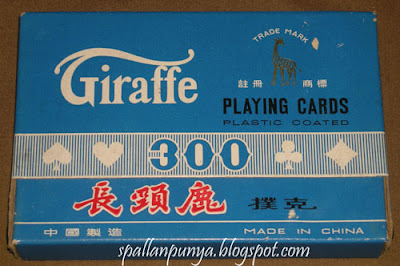 Giraffe
TRADE MARK
註冊 商標
PLAYING CARDS
PLASTIC COATED
300
長頸鹿 撲克
中國製造 MADE IN CHINA
spallanpunya.blogspot.com